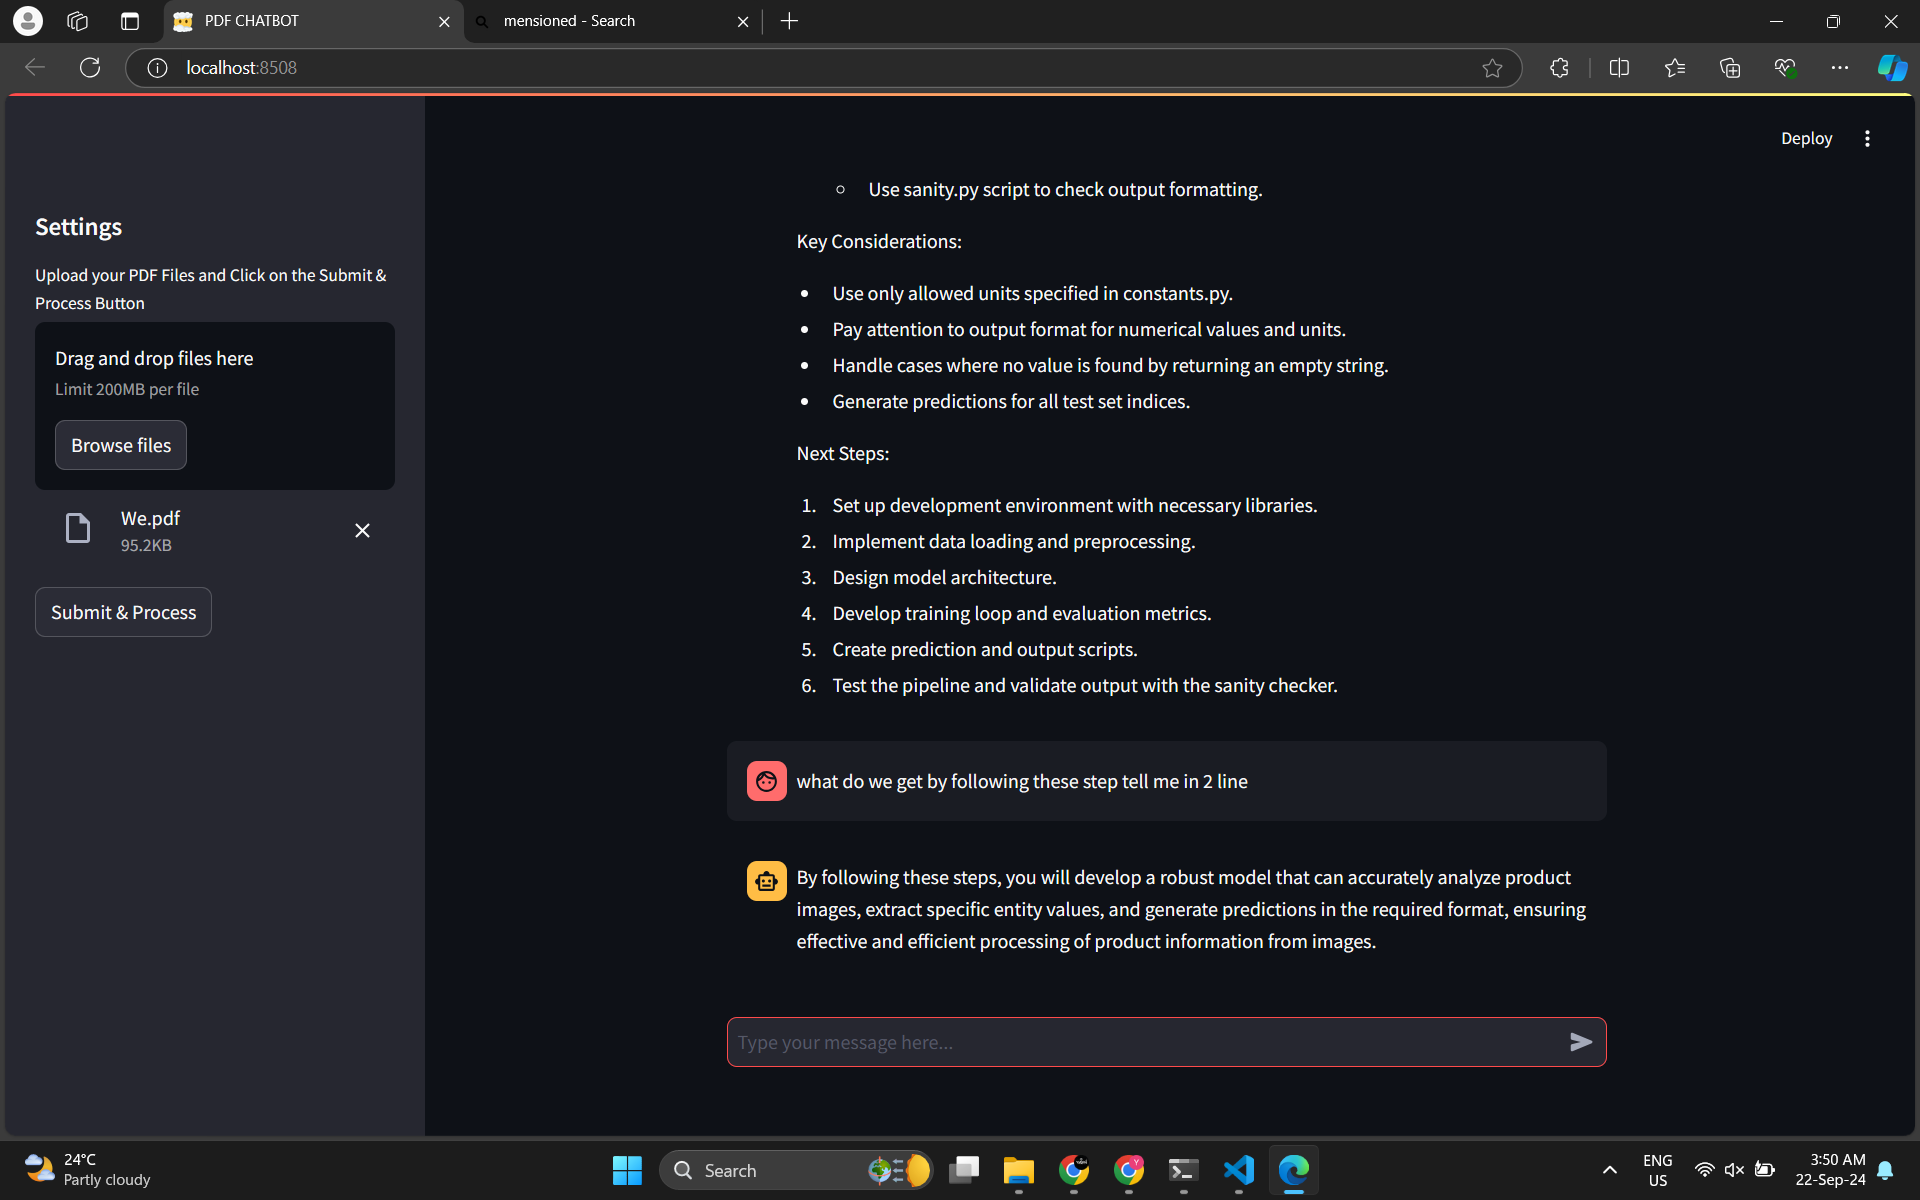 PDF CHATBOT
mensioned - Search
localhost:8508
Deploy
Settings
Upload your PDF Files and Click on the Submit &
Process Button
Drag and drop files here
Limit 200MB per file
Browse files
We.pdf
95.2KB
Submit & Process
Use sanity.py script to check output formatting.
Key Considerations:
Use only allowed units specified in constants.py.
Pay attention to output format for numerical values and units.
Handle cases where no value is found by returning an empty string.
Generate predictions for all test set indices.
Next Steps:
1. Set up development environment with necessary libraries.
2. Implement data loading and preprocessing.
3. Design model architecture.
4. Develop training loop and evaluation metrics.
5. Create prediction and output scripts.
6. Test the pipeline and validate output with the sanity checker.
what do we get by following these step tell me in 2 line
By following these steps, you will develop a robust model that can accurately analyze product
images, extract specific entity values, and generate predictions in the required format, ensuring
effective and efficient processing of product information from images.
Type your message here...
24°C
Partly cloudy
Search
ENG
US
3:50 AM
22-Sep-24